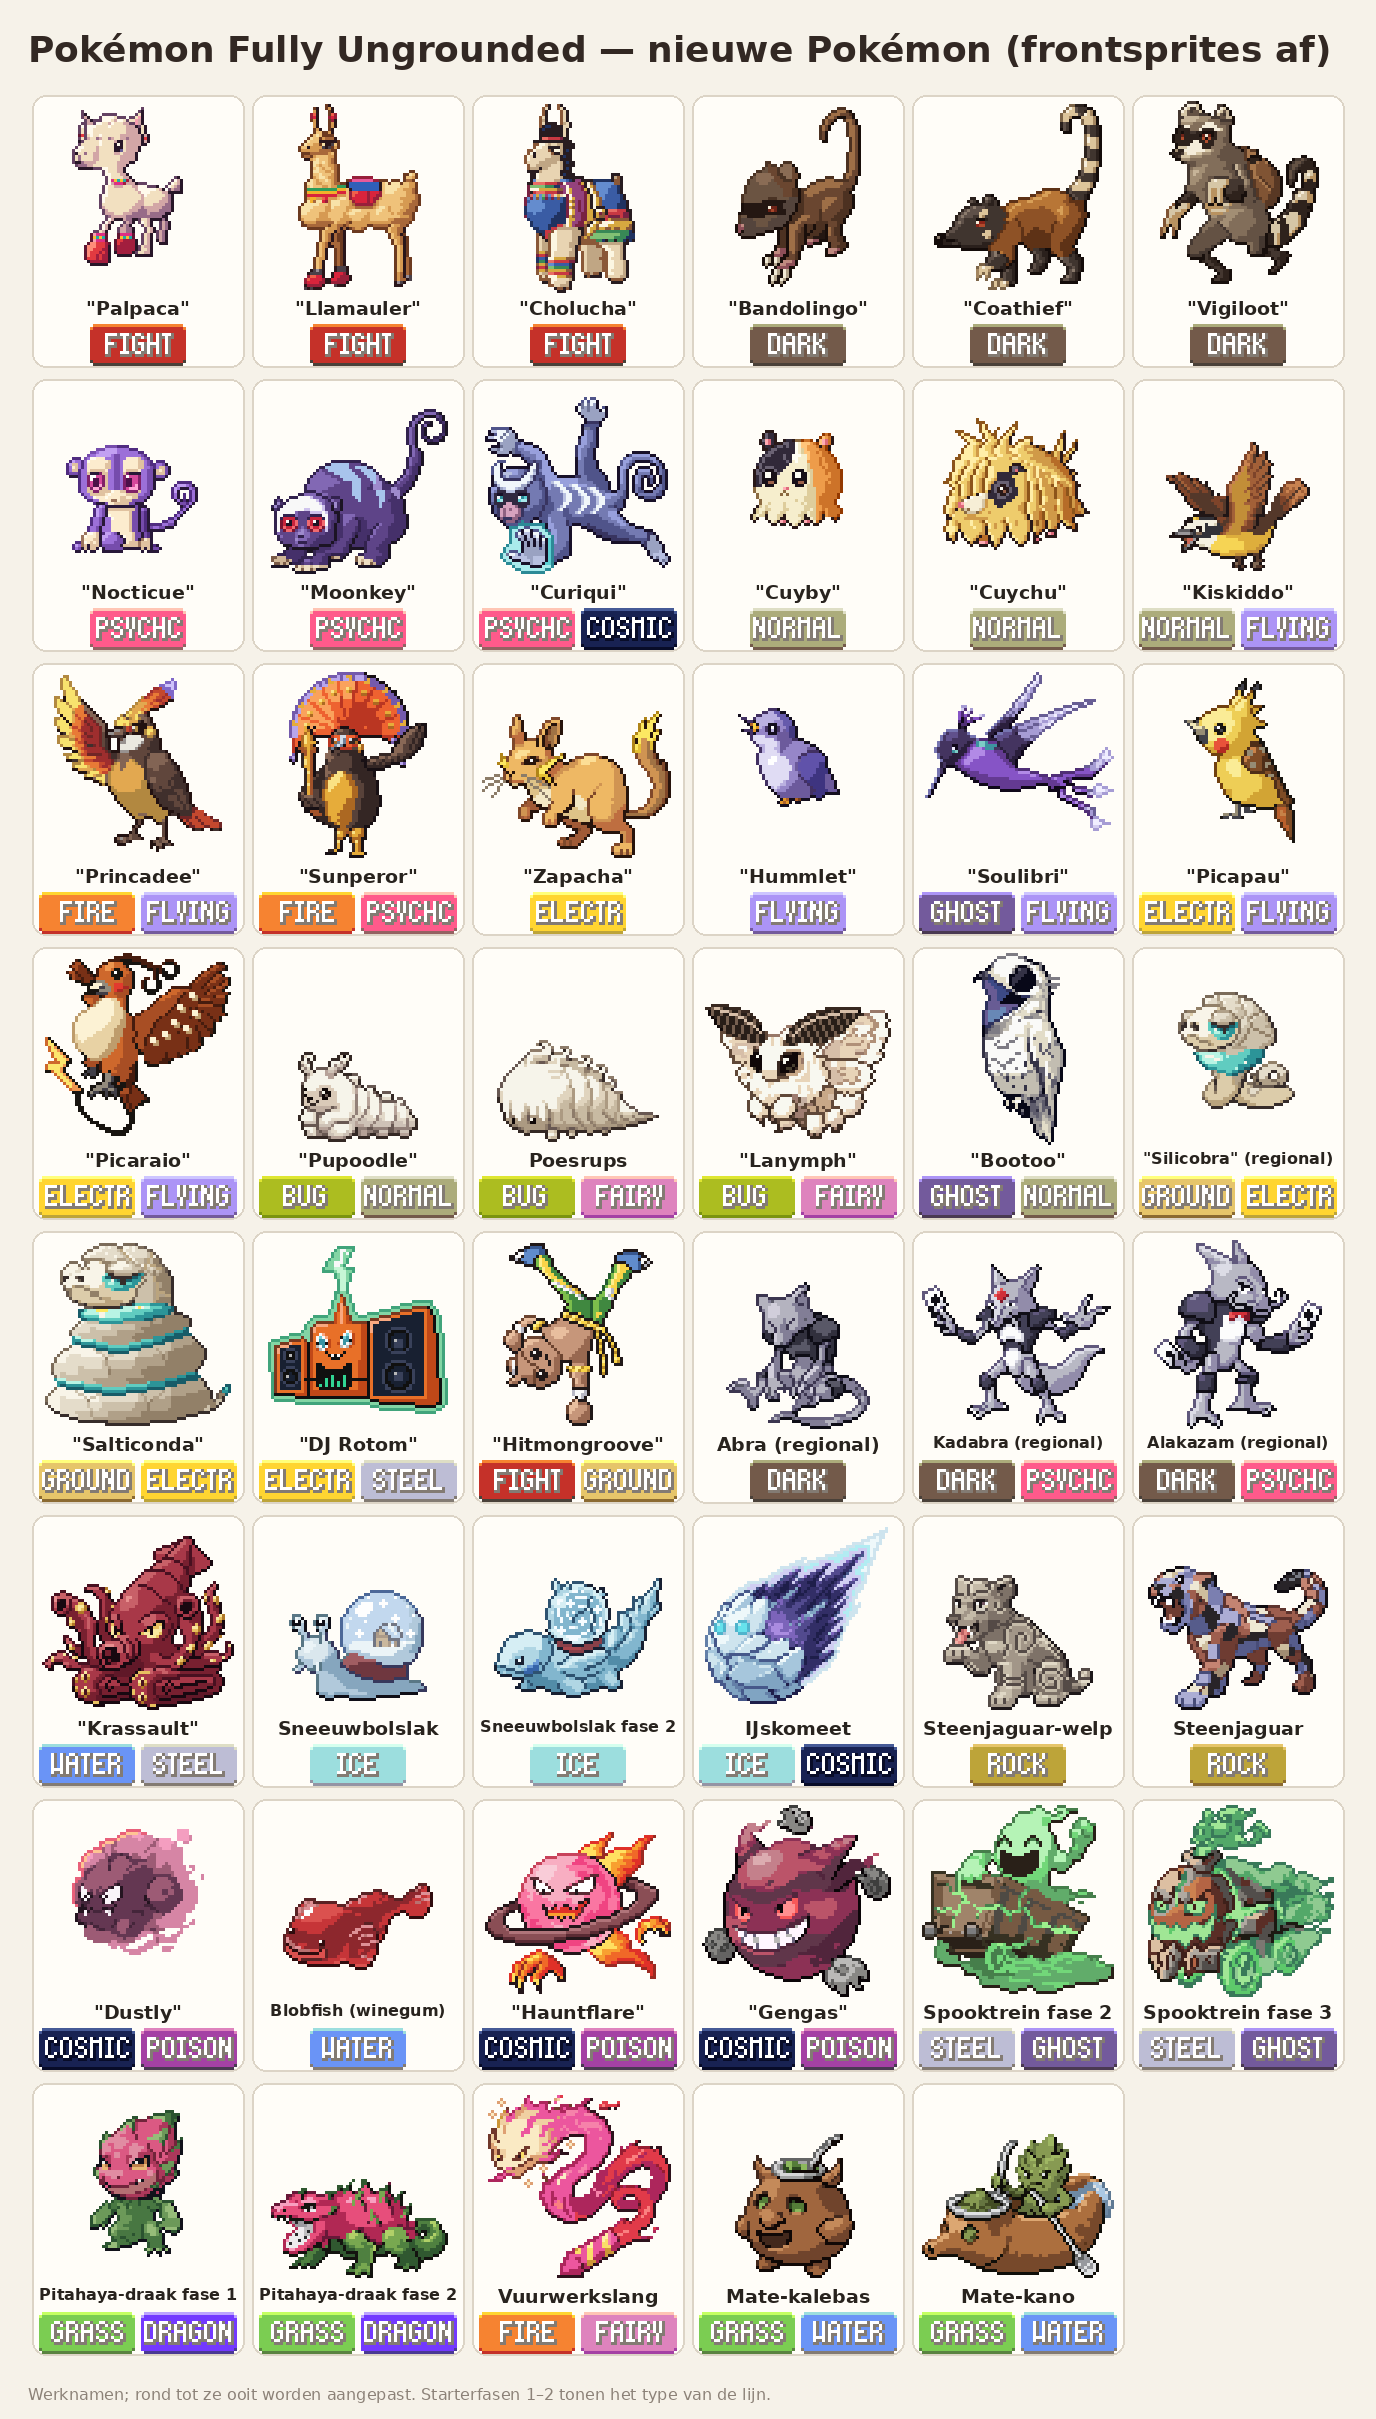 Pokémon Fully Ungrounded — nieuwe Pokémon (frontsprites af)
"Palpaca" "Llamauler" "Cholucha" "Bandolingo" "Coathief" "Vigiloot"
FIGHT FIGHT FIGHT DARK DARK DARK
"Nocticue" "Moonkey" "Curiqui" "Cuyby" "Cuychu" "Kiskiddo"
PSYCHC PSYCHC PSYCHC COSMIC NORMAL NORMAL NORMAL FLYING
"Princadee" "Sunperor" "Zapacha" "Hummlet" "Soulibri" "Picapau"
FIRE FLYING FIRE PSYCHC ELECTR FLYING GHOST FLYING ELECTR FLYING
"Picaraio" "Pupoodle" Poesrups "Lanymph" "Bootoo" "Silicobra" (regional)
ELECTR FLYING BUG NORMAL BUG FAIRY BUG FAIRY GHOST NORMAL GROUND ELECTR
"Salticonda" "DJ Rotom" "Hitmongroove" Abra (regional) Kadabra (regional) Alakazam (regional)
GROUND ELECTR ELECTR STEEL FIGHT GROUND DARK DARK PSYCHC DARK PSYCHC
"Krassault" Sneeuwbolslak Sneeuwbolslak fase 2 IJskomeet Steenjaguar-welp Steenjaguar
WATER STEEL ICE ICE ICE COSMIC ROCK ROCK
"Dustly" Blobfish (winegum) "Hauntflare" "Gengas" Spooktrein fase 2 Spooktrein fase 3
COSMIC POISON WATER COSMIC POISON COSMIC POISON STEEL GHOST STEEL GHOST
Pitahaya-draak fase 1 Pitahaya-draak fase 2 Vuurwerkslang Mate-kalebas Mate-kano
GRASS DRAGON GRASS DRAGON FIRE FAIRY GRASS WATER GRASS WATER
Werknamen; rond tot ze ooit worden aangepast. Starterfasen 1–2 tonen het type van de lijn.